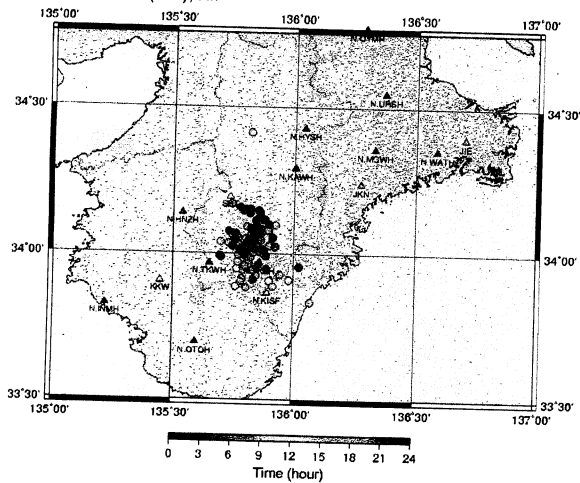 135°00' 135°30' 136°00' 136°30' 137°00'
N.OYMH
34°30' 34°30'
N.URSH
N.HYSH
JIE
N.MGWH N.WATH
N.KAWH
JKN
N.HNZH
34°00' 34°00'
N.TKWH
KKW
N.KISF
N.INMH
N.OTOH
33°30' 33°30'
135°00' 135°30' 136°00' 136°30' 137°00'
0 3 6 9 12 15 18 21 24
Time (hour)